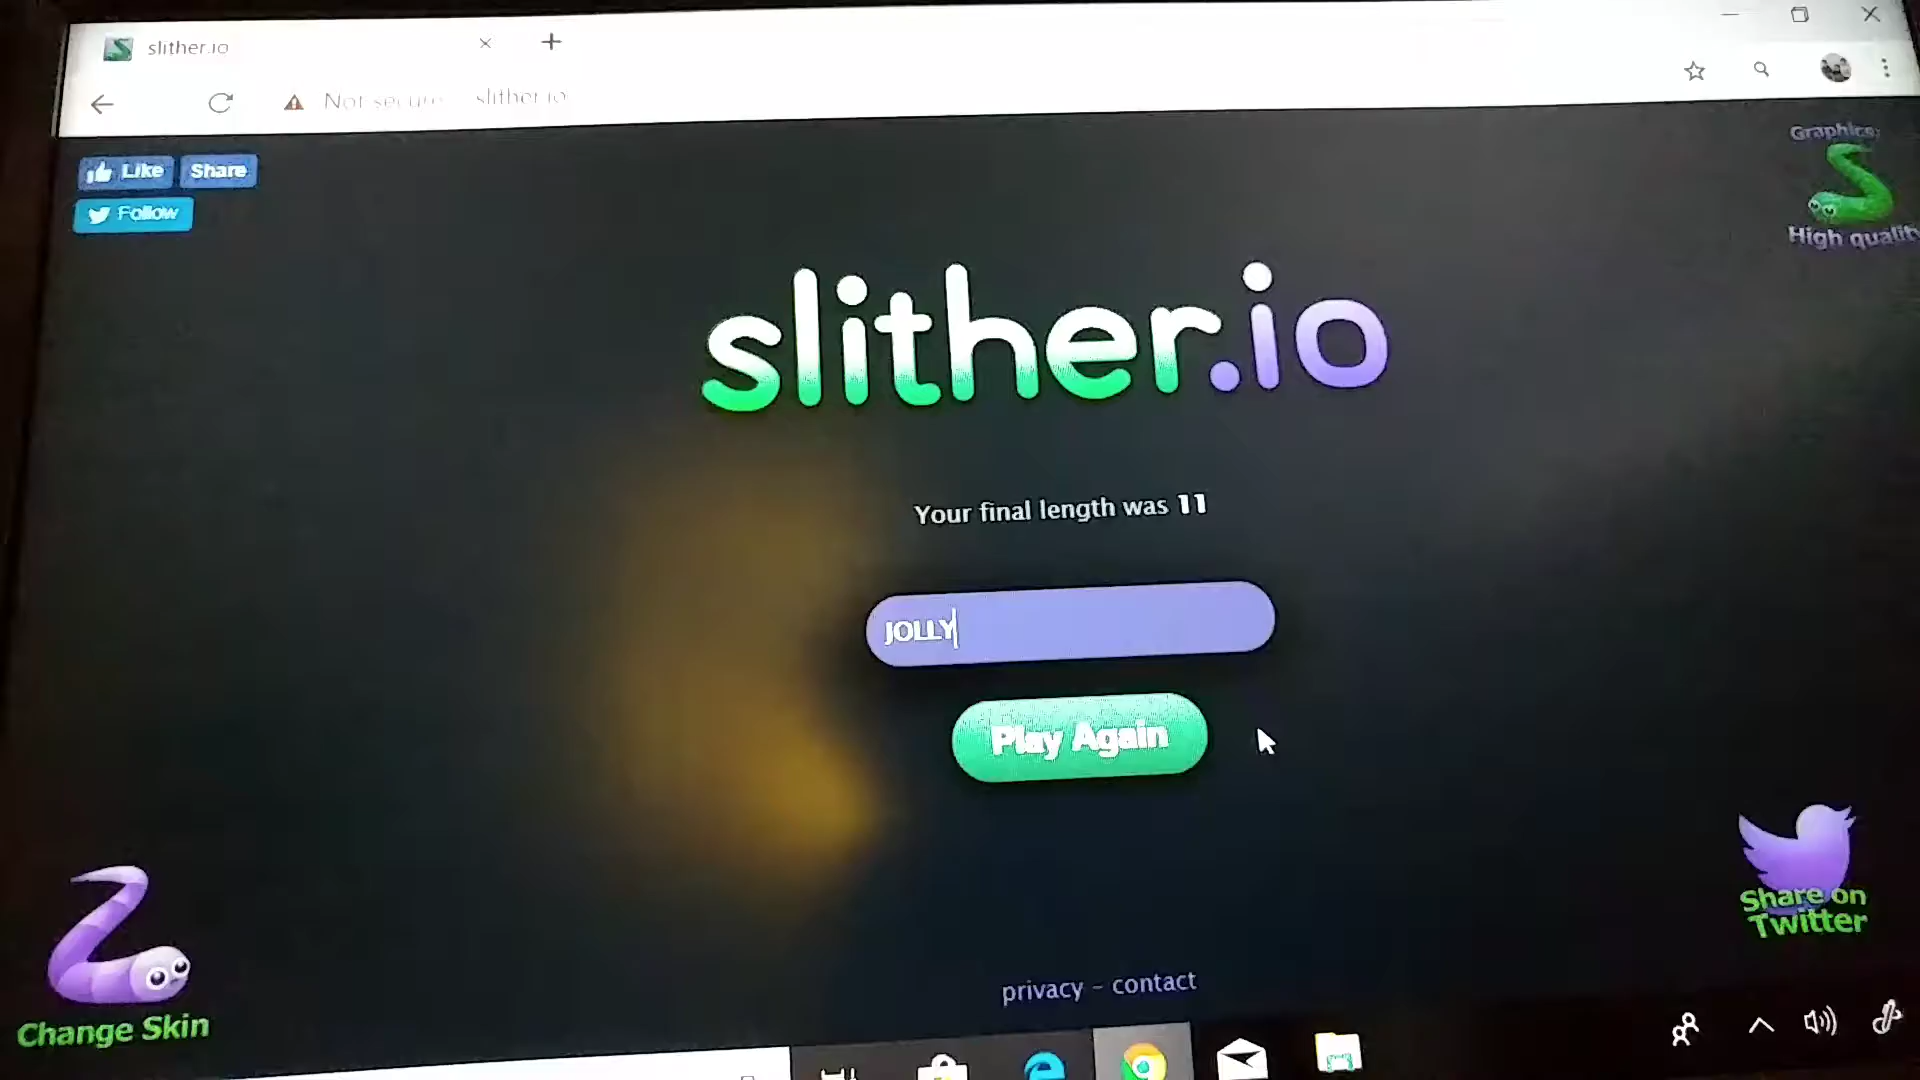 slither.io
Not secure slither.io
Like Share
Follow
Graphics:
High quality
slither.io
Your final length was 11
JOLLY
Play Again
Share on
Twitter
privacy - contact
Change Skin